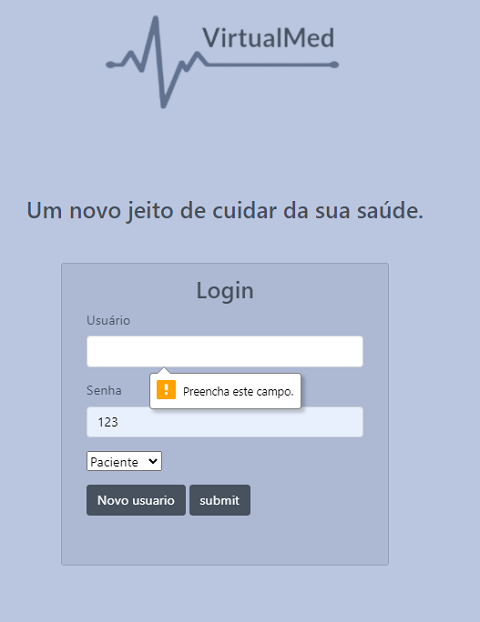 VirtualMed
Um novo jeito de cuidar da sua saúde.
Login
Usuário
Preencha este campo.
Senha
123
Paciente
Novo usuario submit